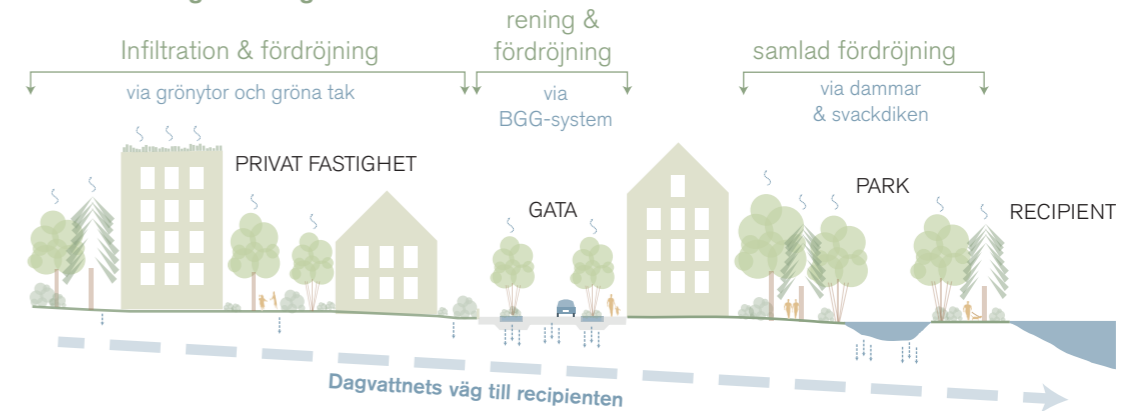 Infiltration & fördröjning
via grönytor och gröna tak
rening &
fördröjning
via
BGG-system
samlad fördröjning
via dammar
& svackdiken
PRIVAT FASTIGHET
GATA
PARK
RECIPIENT
Dagvattnets väg till recipienten